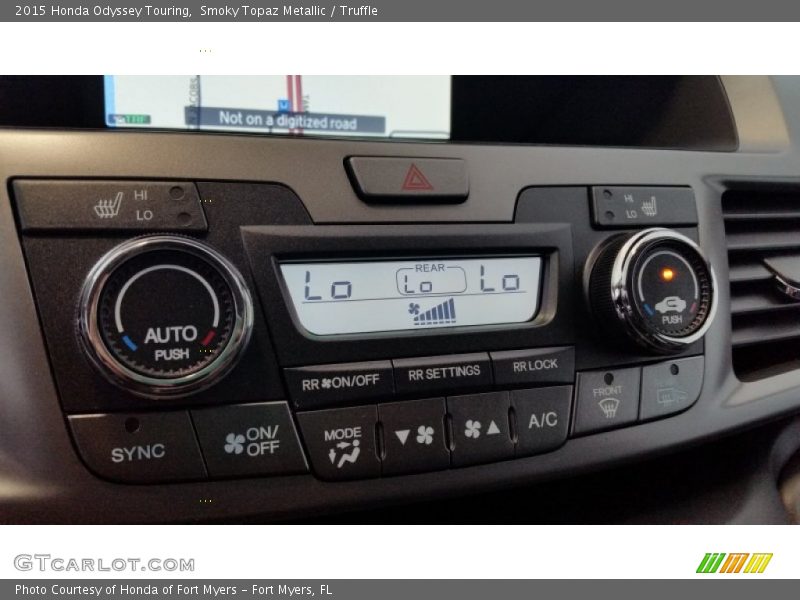 2015 Honda Odyssey Touring, Smoky Topaz Metallic / Truffle
Not on a digitized road
HI
LO
HI
LO
REAR
Lo
Lo
Lo
AUTO
PUSH
PUSH
RR ON/OFF
RR SETTINGS
RR LOCK
SYNC
ON/
OFF
MODE
A/C
FRONT
GTCARLOT.COM
Photo Courtesy of Honda of Fort Myers - Fort Myers, FL